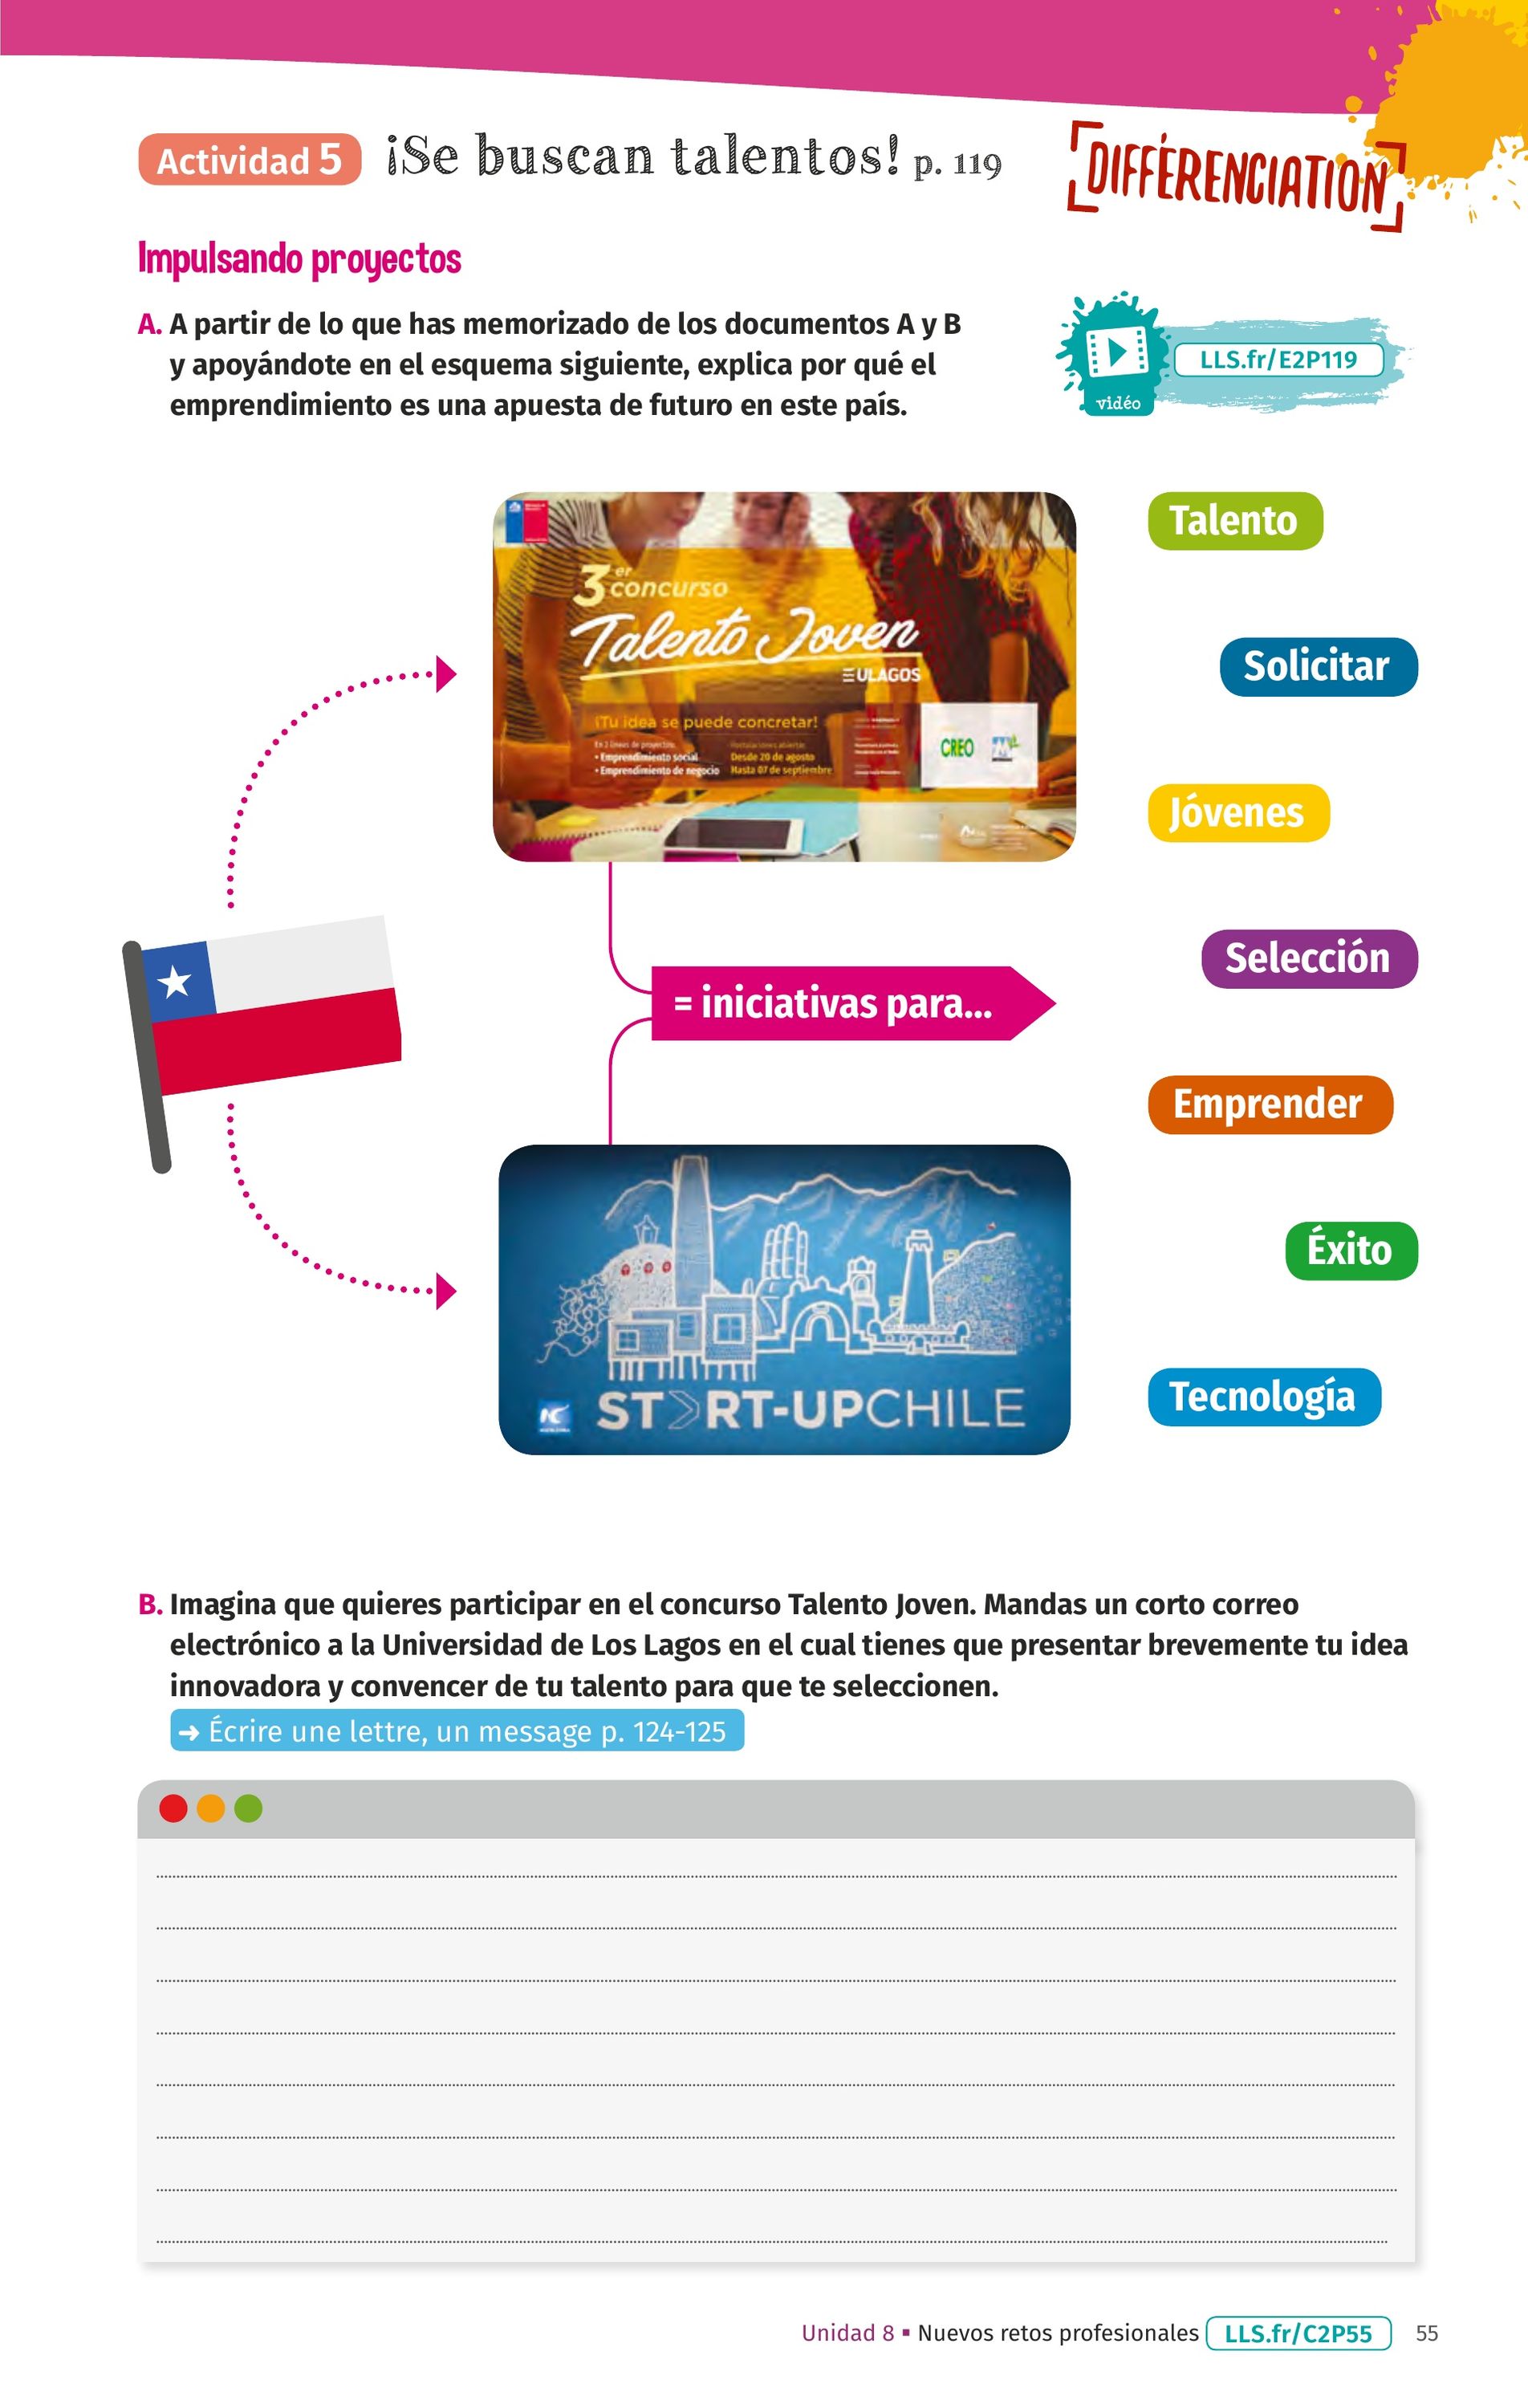 Actividad 5 ¡Se buscan talentos! p. 119
DIFFÉRENCIATION
Impulsando proyectos
A. A partir de lo que has memorizado de los documentos A y B
y apoyándote en el esquema siguiente, explica por qué el
emprendimiento es una apuesta de futuro en este país.
vidéo
LLS.fr/E2P119
3er concurso
Talento Joven
ULAGOS
¡Tu idea se puede concretar!
En 2 líneas de proyectos:
• Emprendimiento social
• Emprendimiento de negocio
Desde 20 de agosto
Hasta 07 de septiembre
CREO
Talento
Solicitar
Jóvenes
Selección
= iniciativas para...
Emprender
Éxito
Tecnología
START-UPCHILE
B. Imagina que quieres participar en el concurso Talento Joven. Mandas un corto correo
electrónico a la Universidad de Los Lagos en el cual tienes que presentar brevemente tu idea
innovadora y convencer de tu talento para que te seleccionen.
➜ Écrire une lettre, un message p. 124-125
Unidad 8 ▪ Nuevos retos profesionales LLS.fr/C2P55 55